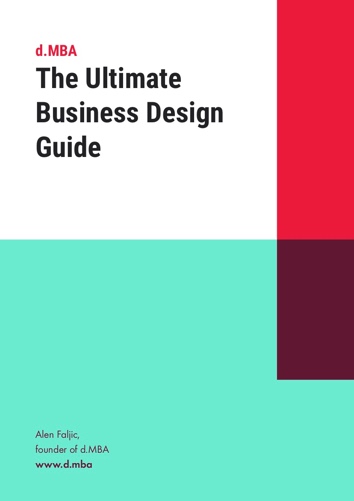 d.MBA
The Ultimate
Business Design
Guide
Alen Faljic,
founder of d.MBA
www.d.mba